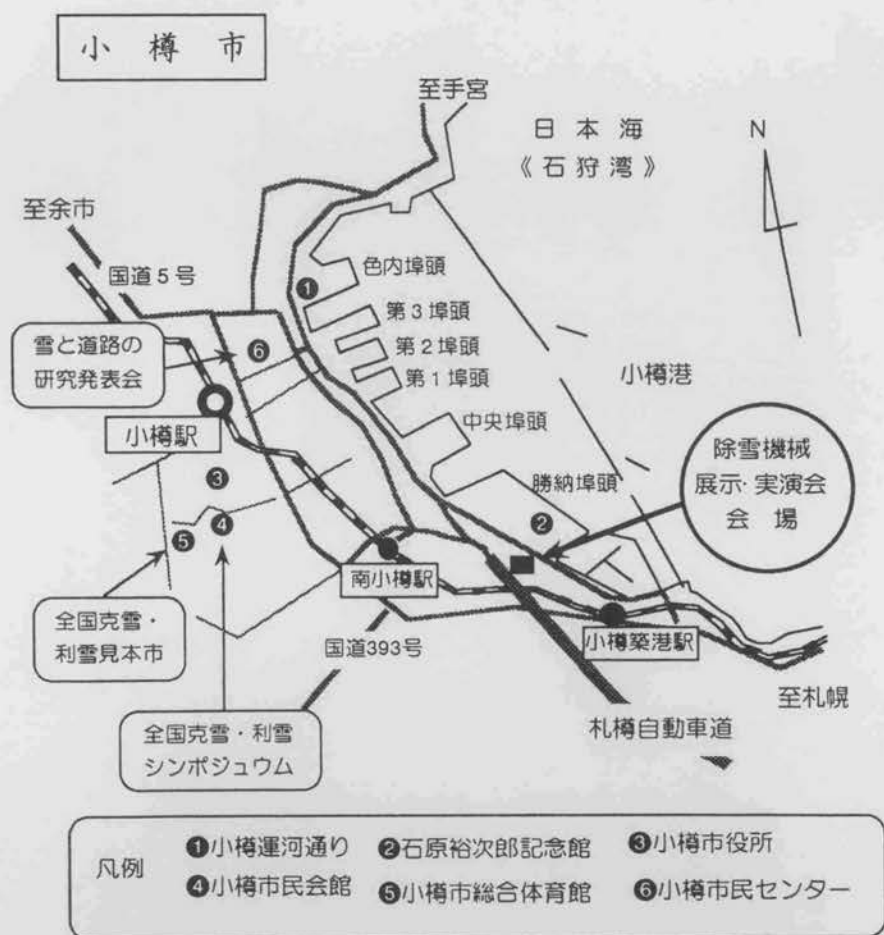 小樽市
至手宮
日本海
《石狩湾》
N
至余市
国道5号
色内埠頭
❶
第3埠頭
雪と道路の
研究発表会
❻
第2埠頭
小樽港
第1埠頭
小樽駅
中央埠頭
除雪機械
展示・実演会
会場
❸
勝納埠頭
❹
❺
❷
南小樽駅
全国克雪・
利雪見本市
国道393号
小樽築港駅
至札幌
全国克雪・利雪
シンポジュウム
札樽自動車道
凡例
❶小樽運河通り
❷石原裕次郎記念館
❸小樽市役所
❹小樽市民会館
❺小樽市総合体育館
❻小樽市民センター